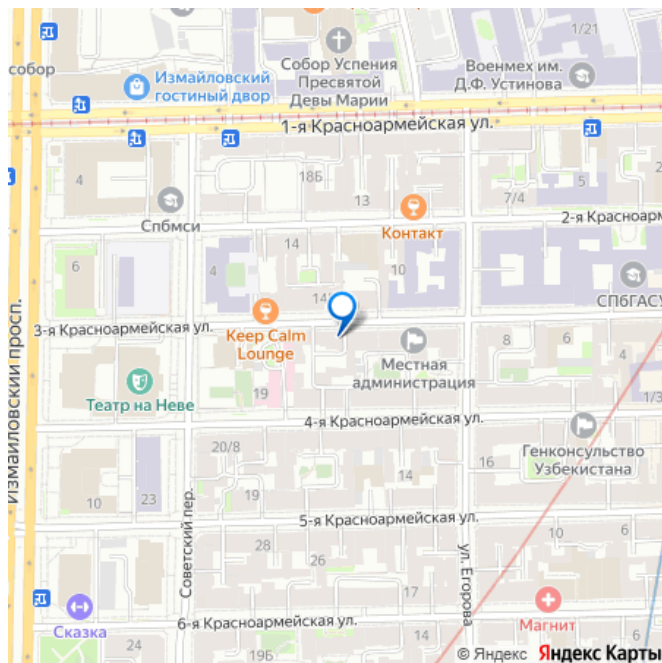 1/21
собор
Собор Успения
Пресвятой
Девы Марии
Военмех им.
Д.Ф. Устинова
Измайловский
гостиный двор
1-я Красноармейская ул.
4
18Б
13
7/4
5
2
Спбмси
Контакт
2-я Красноарм
6
4
14
10
СПбГАСУ
14
3-я Красноармейская ул.
Keep Calm
Lounge
Местная
администрация
8
6
Театр на Неве
19
1/3
4-я Красноармейская ул.
Генконсульство
Узбекистана
20/8
14
16
10
23
19
Измайловский просп.
Советский пер.
5-я Красноармейская ул.
28
26
10
6
ул. Егорова
Сказка
6-я Красноармейская ул.
Магнит
24
19Б
© Яндекс Яндекс Карты